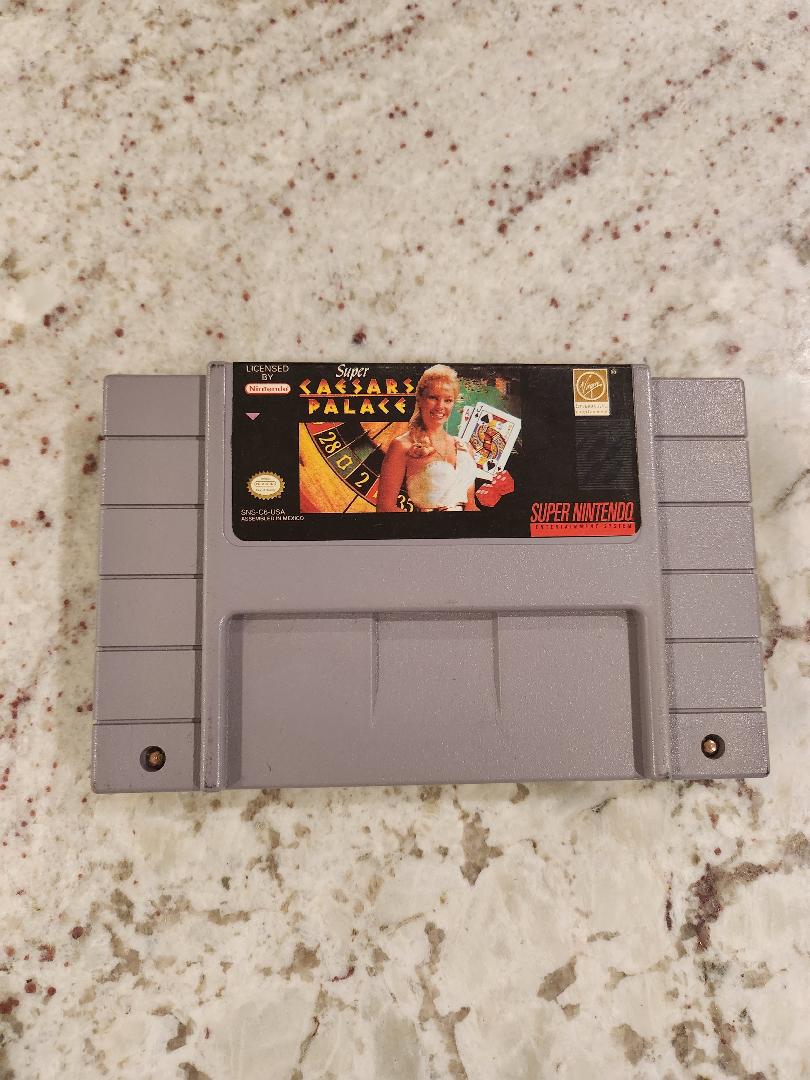 LICENSED
BY
Nintendo
Super
CAESARS
PALACE
Virgin
28
2
35
A
SNS-C6-USA
ASSEMBLED IN MEXICO
SUPER NINTENDO
ENTERTAINMENT SYSTEM